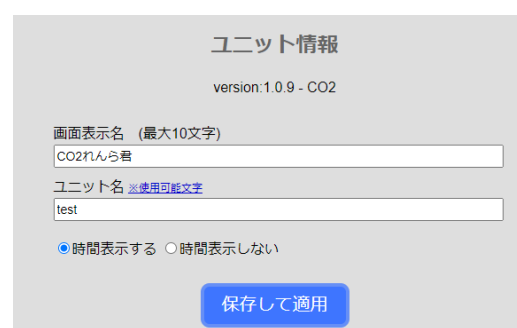 ユニット情報
version:1.0.9 - CO2
画面表示名 (最大10文字)
CO2れんら君
ユニット名 ※使用可能文字
test
時間表示する 時間表示しない
保存して適用